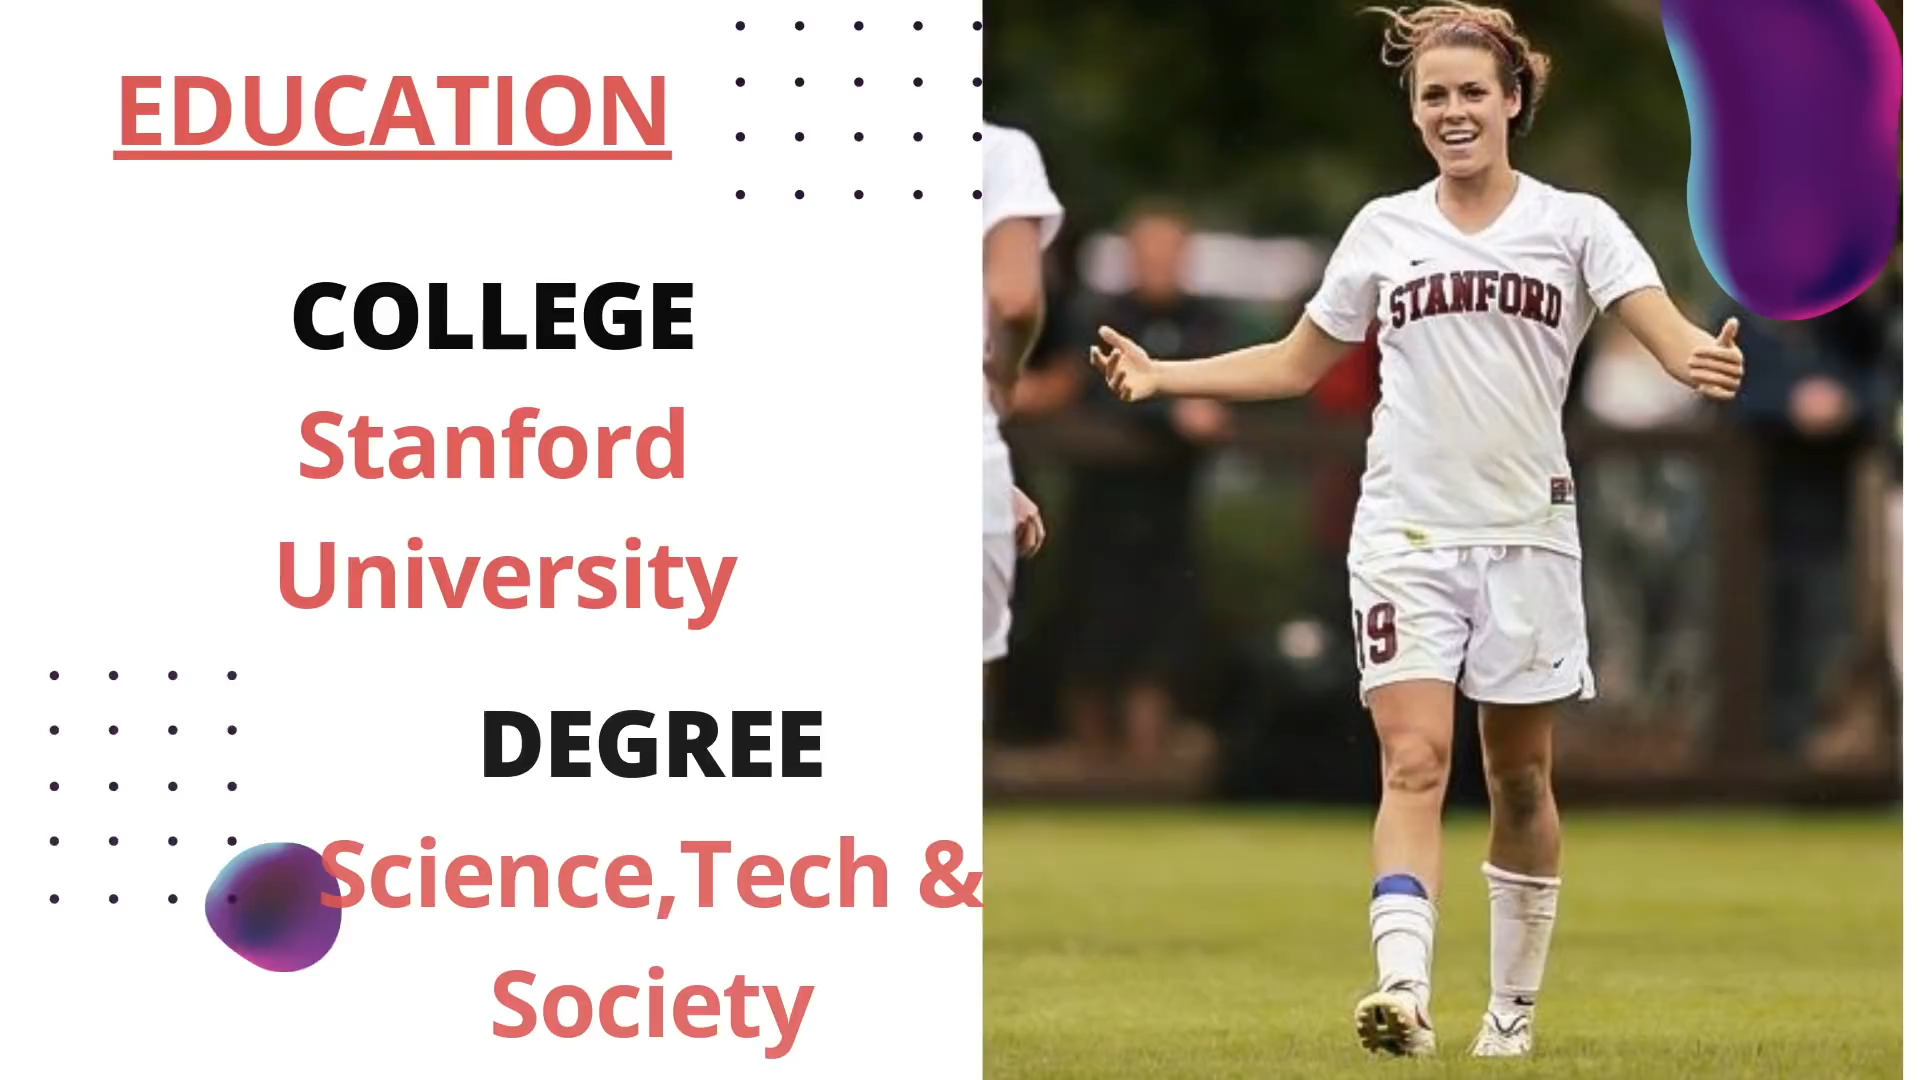 EDUCATION
COLLEGE
Stanford
University
DEGREE
Science,Tech &
Society
STANFORD
19